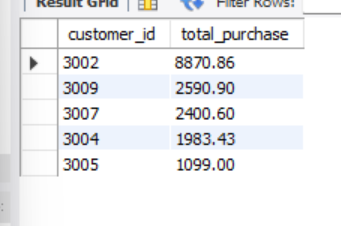 Result Grid Filter Rows:
customer_id total_purchase
3002 8870.86
3009 2590.90
3007 2400.60
3004 1983.43
3005 1099.00